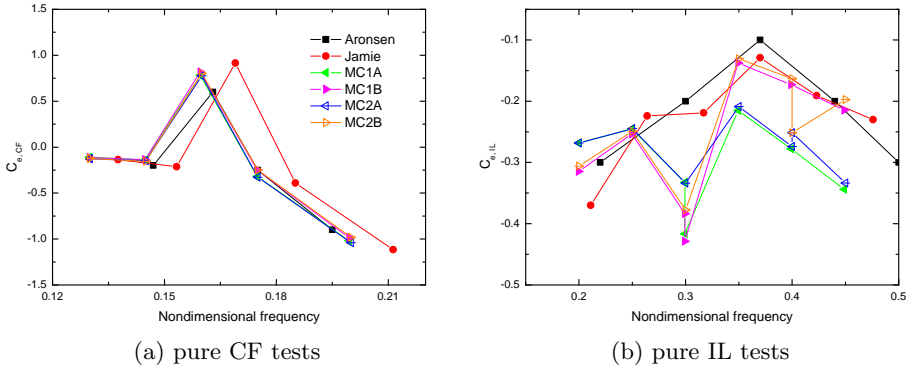 1.5
1.0
0.5
0.0
-0.5
-1.0
-1.5
C e, CF
0.12
0.15
0.18
0.21
Nondimensional frequency
Aronsen
Jamie
MC1A
MC1B
MC2A
MC2B
(a) pure CF tests
-0.1
-0.2
-0.3
-0.4
-0.5
C e, IL
0.2
0.3
0.4
0.5
Nondimensional frequency
(b) pure IL tests